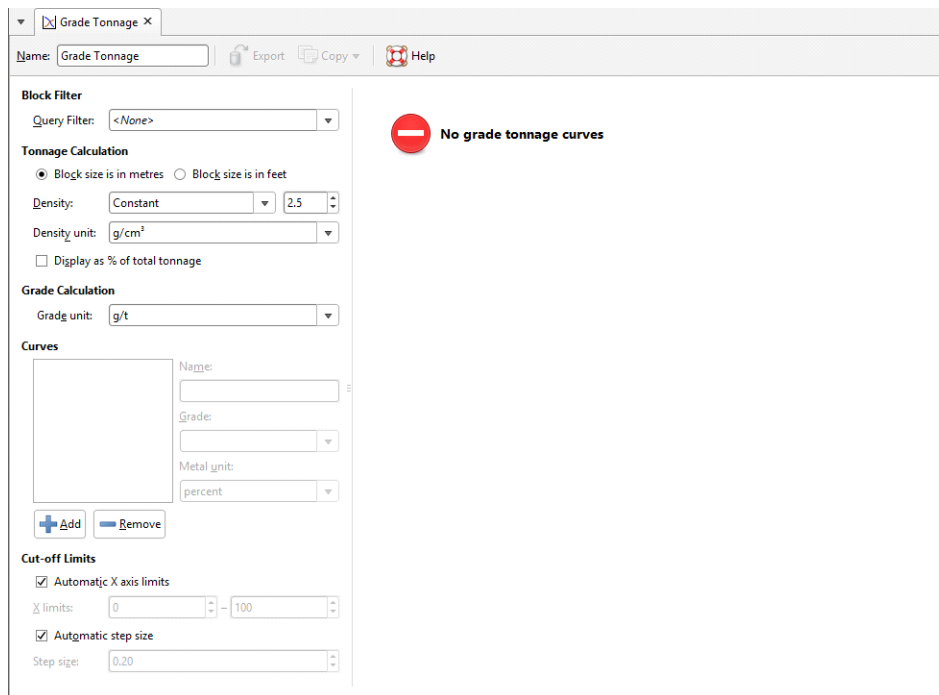 Grade Tonnage
Name: Grade Tonnage Export Copy Help
Block Filter
Query Filter: <None>
No grade tonnage curves
Tonnage Calculation
Block size is in metres Block size is in feet
Density: Constant 2.5
Density unit: g/cm³
Display as % of total tonnage
Grade Calculation
Grade unit: g/t
Curves
Name:
Grade:
Metal unit:
percent
Add Remove
Cut-off Limits
Automatic X axis limits
X limits: 0 – 100
Automatic step size
Step size: 0.20